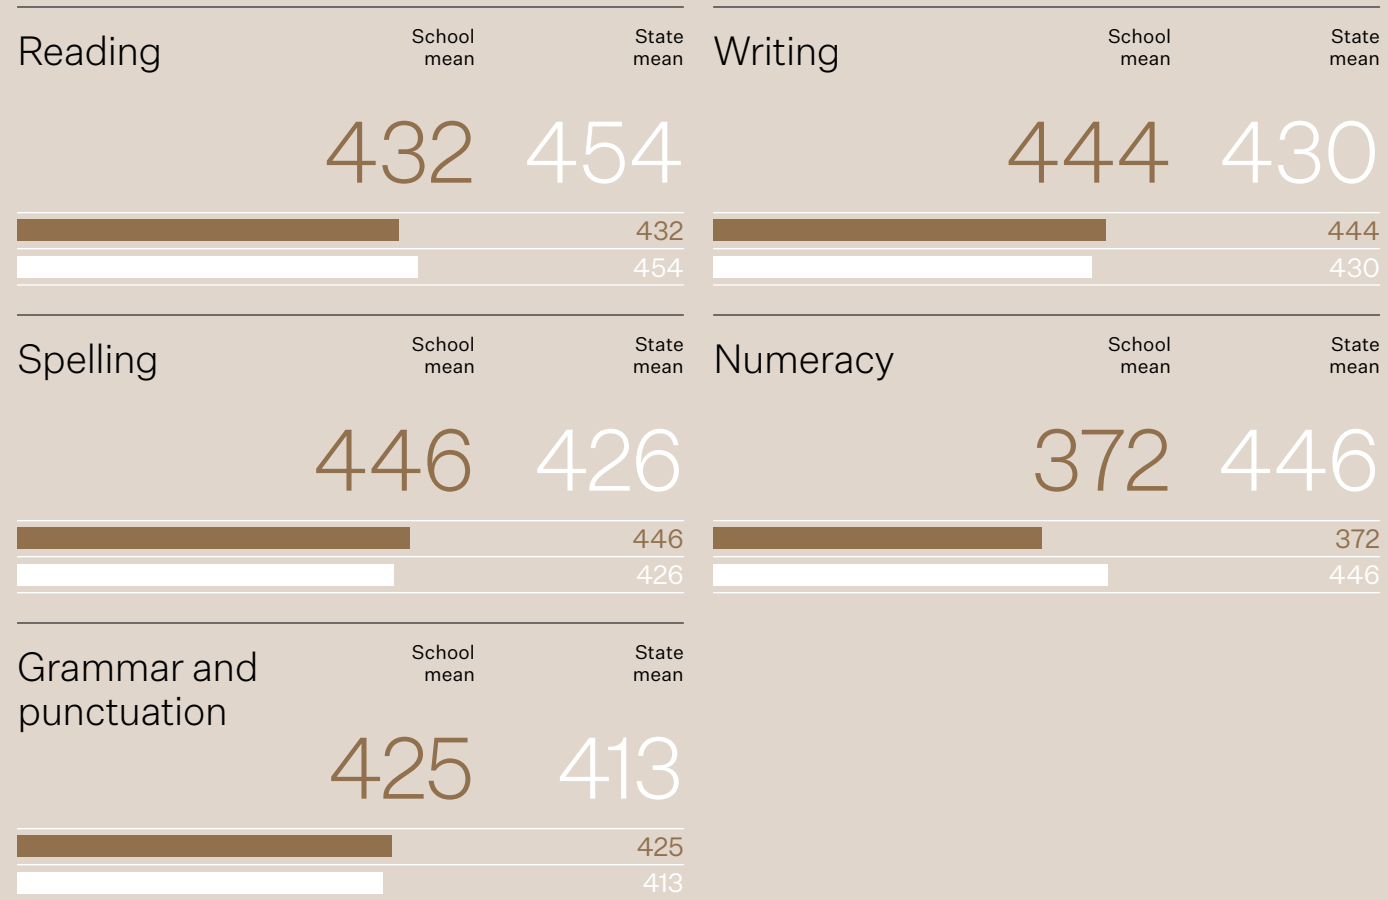 Reading
School
mean
State
mean
432 454
432
454
Writing
School
mean
State
mean
444 430
444
430
Spelling
School
mean
State
mean
446 426
446
426
Numeracy
School
mean
State
mean
372 446
372
446
Grammar and
punctuation
School
mean
State
mean
425 413
425
413